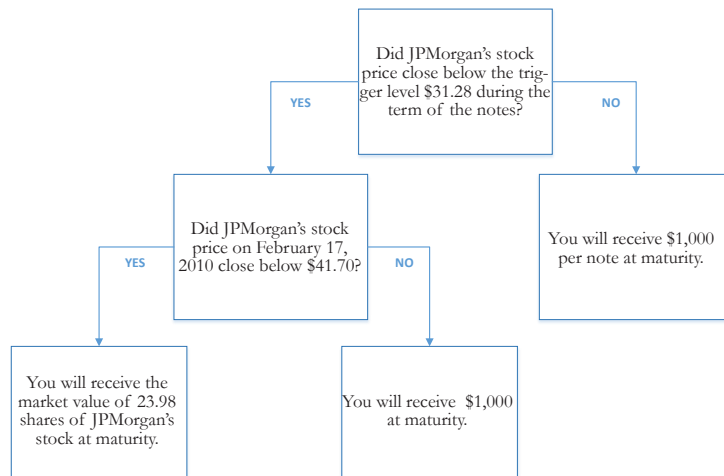 Did JPMorgan's stock
price close below the trig-
ger level $31.28 during the
term of the notes?
YES
NO
Did JPMorgan's stock
price on February 17,
2010 close below $41.70?
You will receive $1,000
per note at maturity.
YES
NO
You will receive the
market value of 23.98
shares of JPMorgan's
stock at maturity.
You will receive  $1,000
at maturity.